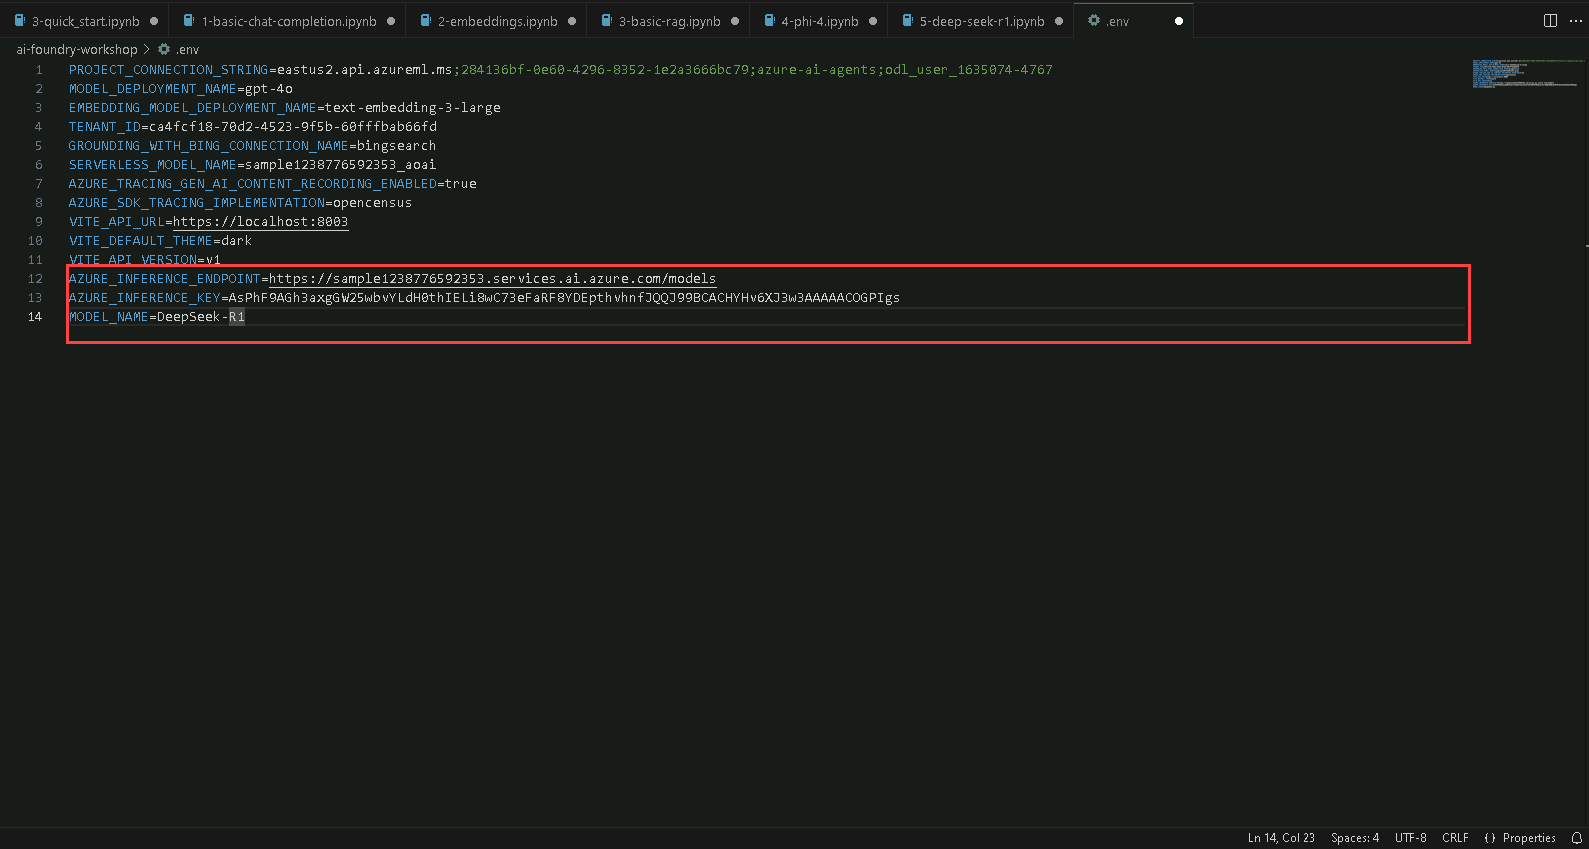 3-quick_start.ipynb 1-basic-chat-completion.ipynb 2-embeddings.ipynb 3-basic-rag.ipynb 4-phi-4.ipynb 5-deep-seek-r1.ipynb .env
ai-foundry-workshop > .env
1 PROJECT_CONNECTION_STRING=eastus2.api.azureml.ms;284136bf-0e60-4296-8352-1e2a3666bc79;azure-ai-agents;odl_user_1635074-4767
2 MODEL_DEPLOYMENT_NAME=gpt-4o
3 EMBEDDING_MODEL_DEPLOYMENT_NAME=text-embedding-3-large
4 TENANT_ID=ca4fcf18-70d2-4523-9f5b-60fffbab66fd
5 GROUNDING_WITH_BING_CONNECTION_NAME=bingsearch
6 SERVERLESS_MODEL_NAME=sample1238776592353_aoai
7 AZURE_TRACING_GEN_AI_CONTENT_RECORDING_ENABLED=true
8 AZURE_SDK_TRACING_IMPLEMENTATION=opencensus
9 VITE_API_URL=https://localhost:8003
10 VITE_DEFAULT_THEME=dark
11 VITE_API_VERSION=v1
12 AZURE_INFERENCE_ENDPOINT=https://sample1238776592353.services.ai.azure.com/models
13 AZURE_INFERENCE_KEY=AsPhF9AGh3axgGW25wbvYLdH0thIELi8wC73eFaRF8YDEpthvhnfJQQJ99BCACHYHv6XJ3w3AAAAACOGPIgs
14 MODEL_NAME=DeepSeek-R1
Ln 14, Col 23 Spaces: 4 UTF-8 CRLF {} Properties